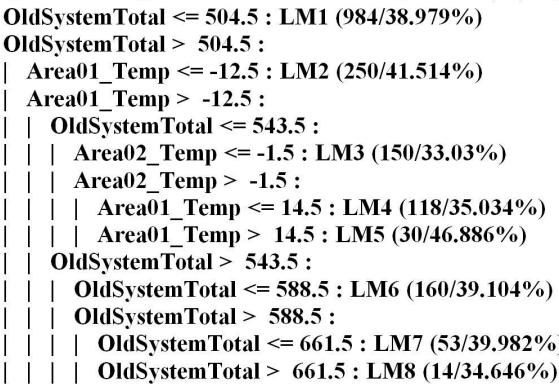 OldSystemTotal <= 504.5 : LM1 (984/38.979%)
OldSystemTotal > 504.5 :
| Area01_Temp <= -12.5 : LM2 (250/41.514%)
| Area01_Temp > -12.5 :
| | OldSystemTotal <= 543.5 :
| | | Area02_Temp <= -1.5 : LM3 (150/33.03%)
| | | Area02_Temp > -1.5 :
| | | | Area01_Temp <= 14.5 : LM4 (118/35.034%)
| | | | Area01_Temp > 14.5 : LM5 (30/46.886%)
| | OldSystemTotal > 543.5 :
| | | OldSystemTotal <= 588.5 : LM6 (160/39.104%)
| | | OldSystemTotal > 588.5 :
| | | | OldSystemTotal <= 661.5 : LM7 (53/39.982%)
| | | | OldSystemTotal > 661.5 : LM8 (14/34.646%)